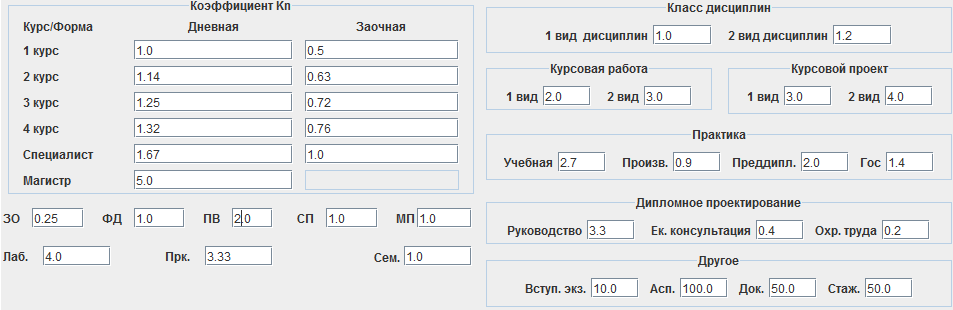 Коэффициент Kn
Курс/Форма Дневная Заочная
1 курс 1.0 0.5
2 курс 1.14 0.63
3 курс 1.25 0.72
4 курс 1.32 0.76
Специалист 1.67 1.0
Магистр 5.0
ЗО 0.25 ФД 1.0 ПВ 2.0 СП 1.0 МП 1.0
Лаб. 4.0 Прк. 3.33 Сем. 1.0
Класс дисциплин
1 вид дисциплин 1.0 2 вид дисциплин 1.2
Курсовая работа
1 вид 2.0 2 вид 3.0
Курсовой проект
1 вид 3.0 2 вид 4.0
Практика
Учебная 2.7 Произв. 0.9 Преддипл. 2.0 Гос 1.4
Дипломное проектирование
Руководство 3.3 Ек. консультация 0.4 Охр. труда 0.2
Другое
Вступ. экз. 10.0 Асп. 100.0 Док. 50.0 Стаж. 50.0